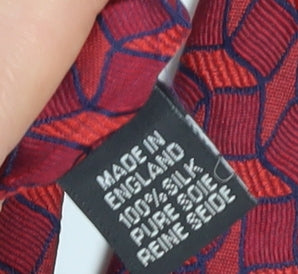 MADE IN
ENGLAND
100% SILK
PURE SOIE
REINE SEIDE